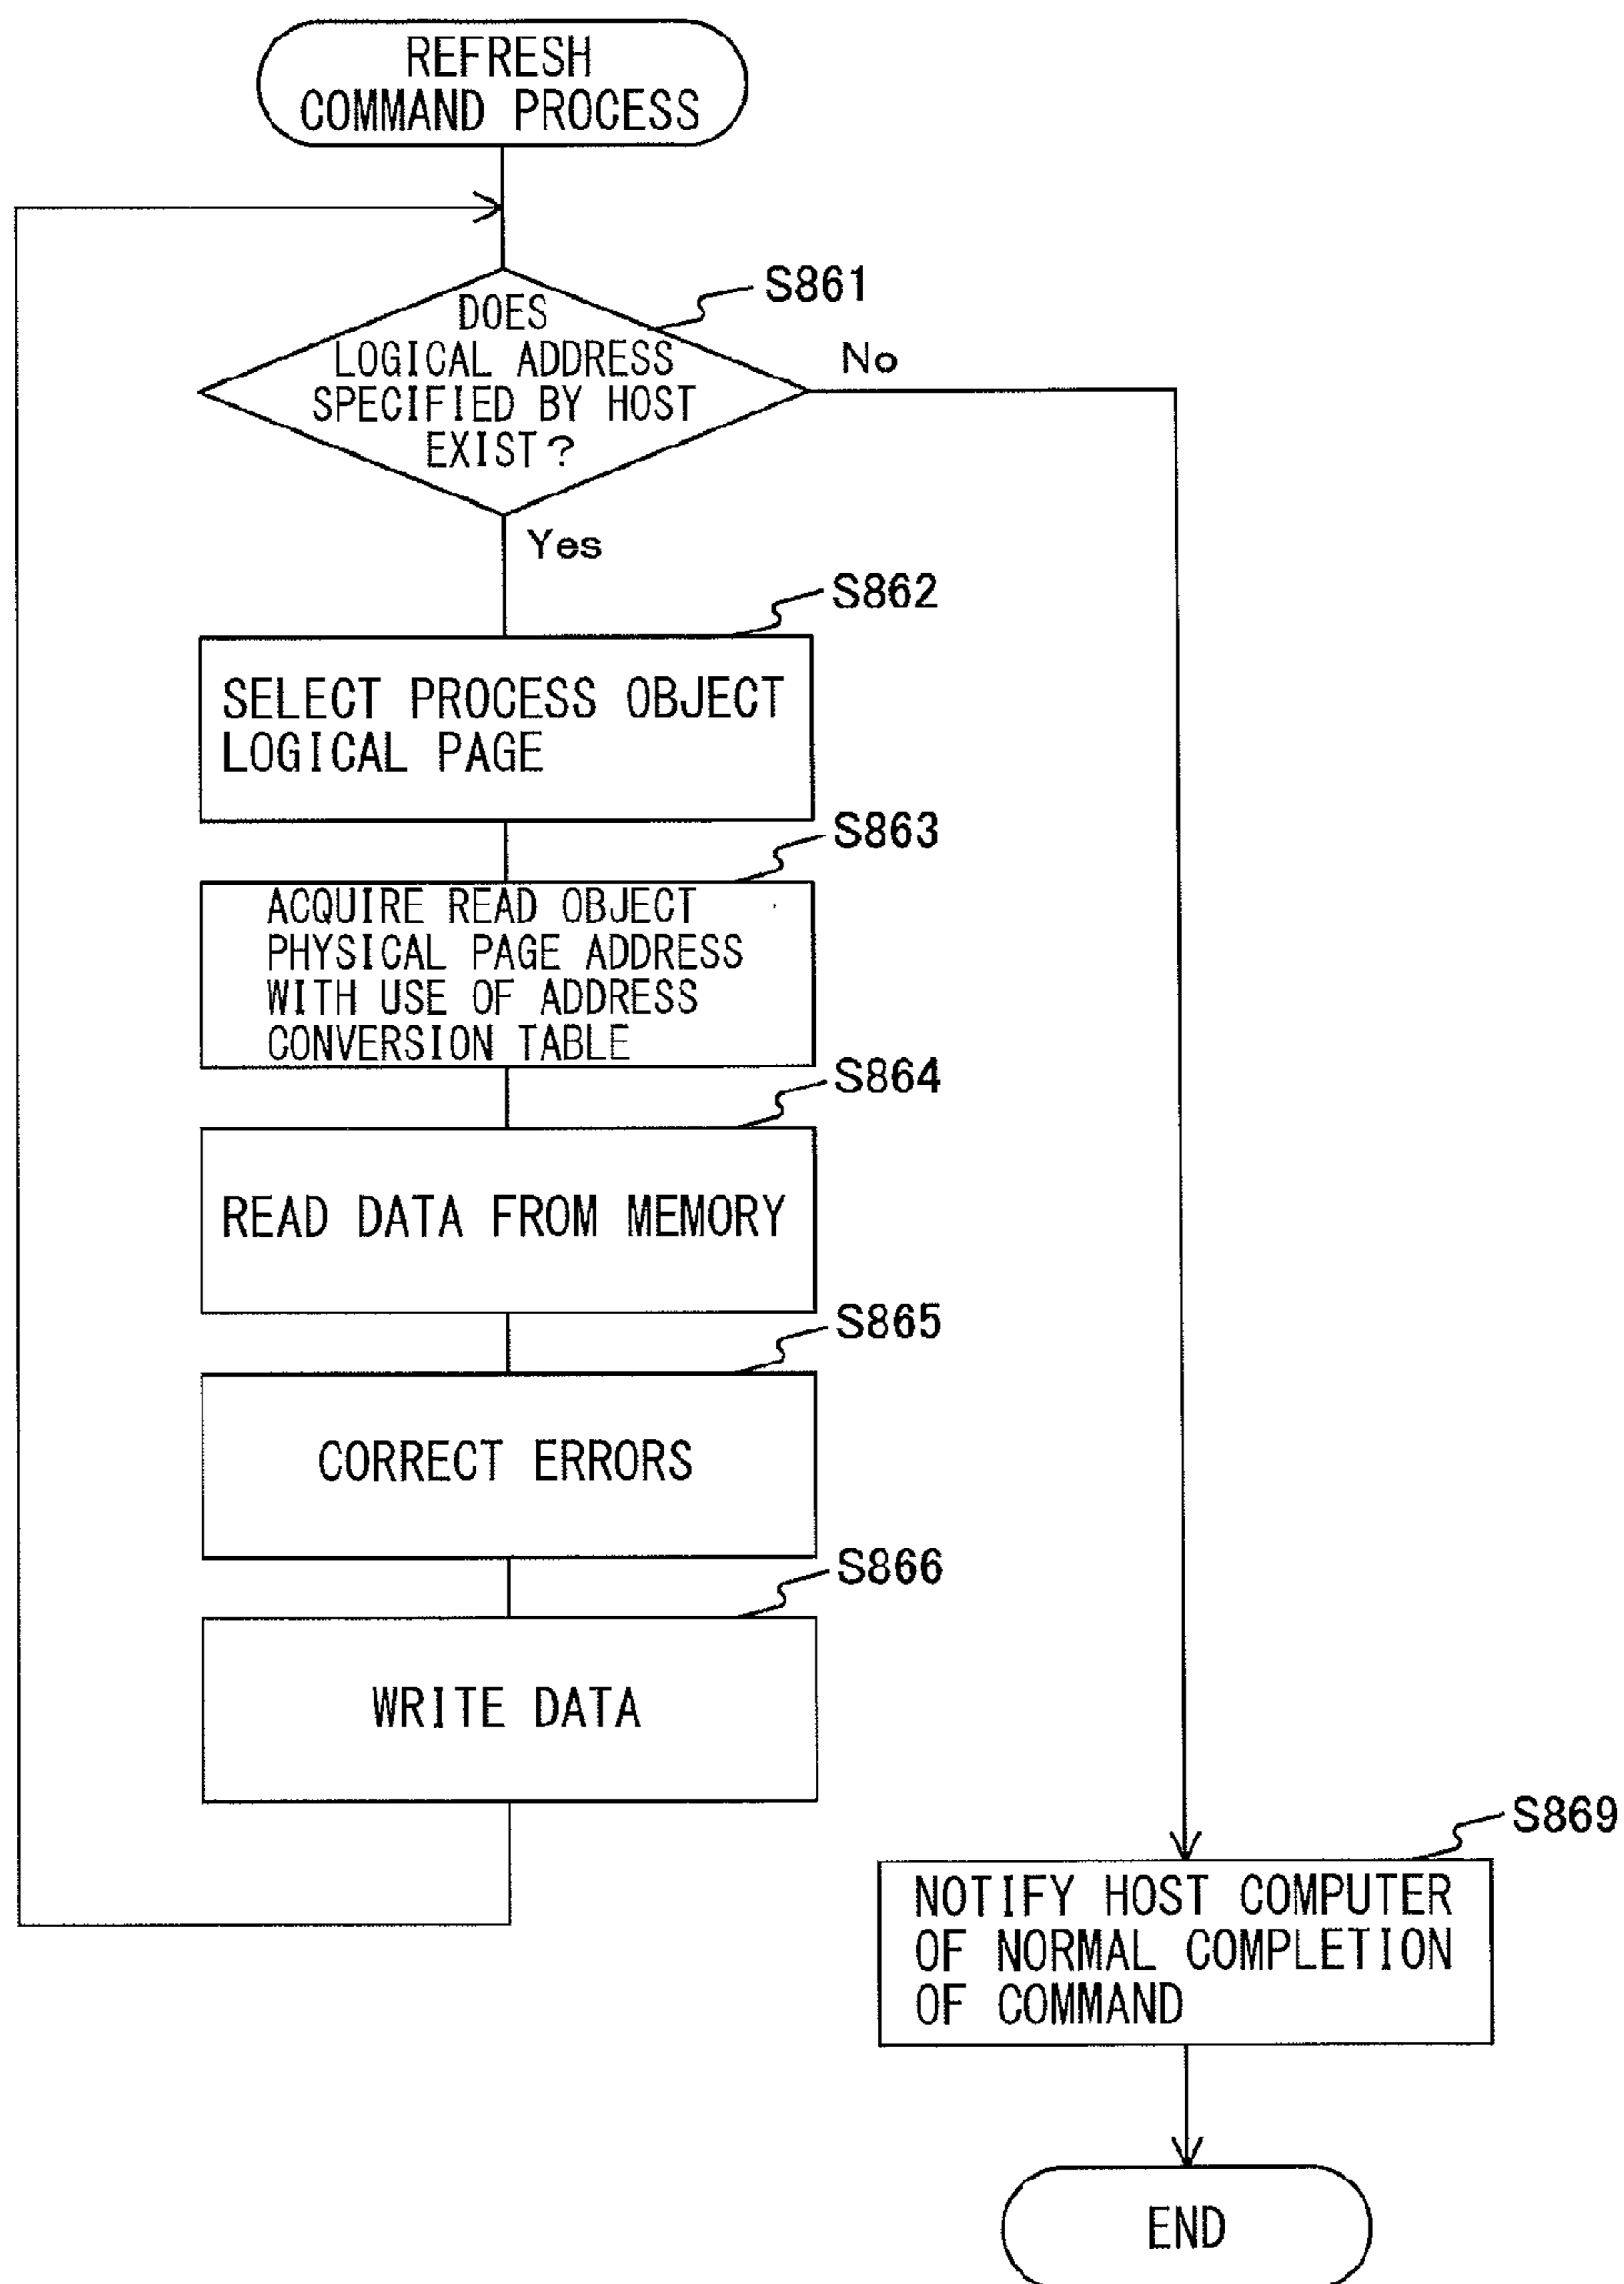 REFRESH
COMMAND PROCESS
S861
DOES
LOGICAL ADDRESS
SPECIFIED BY HOST
EXIST?
No
Yes
S862
SELECT PROCESS OBJECT
LOGICAL PAGE
S863
ACQUIRE READ OBJECT
PHYSICAL PAGE ADDRESS
WITH USE OF ADDRESS
CONVERSION TABLE
S864
READ DATA FROM MEMORY
S865
CORRECT ERRORS
S866
WRITE DATA
S869
NOTIFY HOST COMPUTER
OF NORMAL COMPLETION
OF COMMAND
END